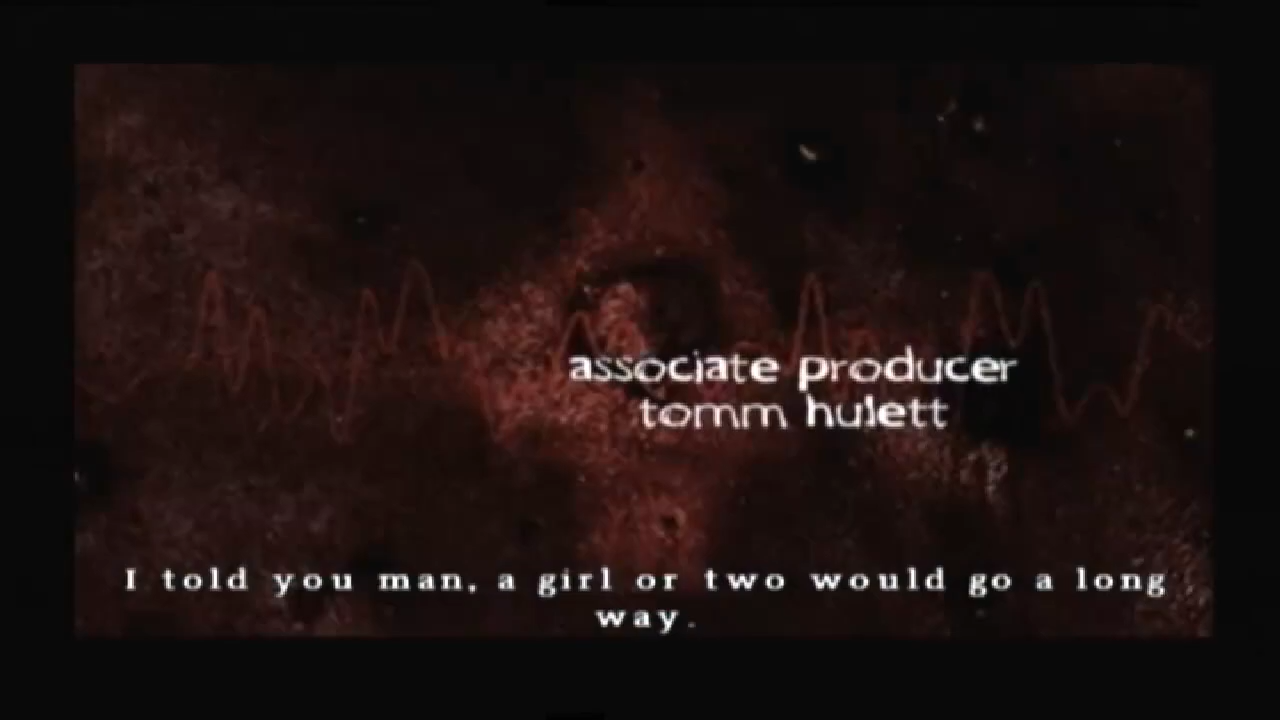 associate producer
tomm hulett
I told you man, a girl or two would go a long
way.